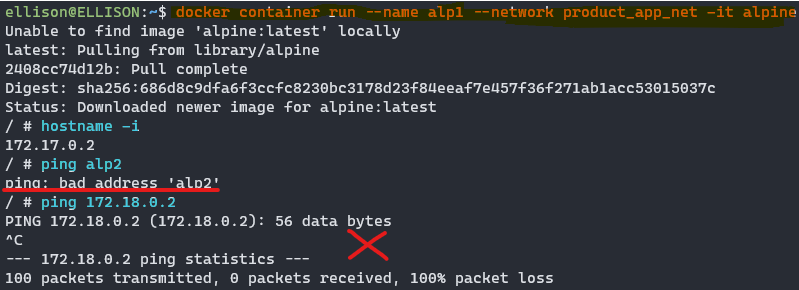 ellison@ELLISON:~$ docker container run --name alp1 --network product_app_net -it alpine
Unable to find image 'alpine:latest' locally
latest: Pulling from library/alpine
2408cc74d12b: Pull complete
Digest: sha256:686d8c9dfa6f3ccfc8230bc3178d23f84eeaf7e457f36f271ab1acc53015037c
Status: Downloaded newer image for alpine:latest
/ # hostname -i
172.17.0.2
/ # ping alp2
ping: bad address 'alp2'
/ # ping 172.18.0.2
PING 172.18.0.2 (172.18.0.2): 56 data bytes
^C
--- 172.18.0.2 ping statistics ---
100 packets transmitted, 0 packets received, 100% packet loss